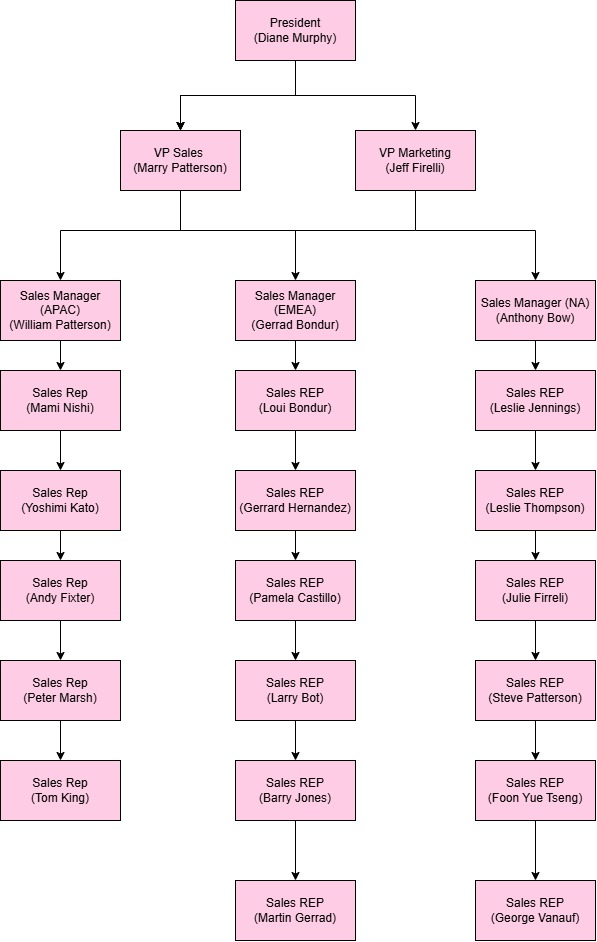 President
(Diane Murphy)
VP Sales
(Marry Patterson)
VP Marketing
(Jeff Firelli)
Sales Manager
(APAC)
(William Patterson)
Sales Manager
(EMEA)
(Gerrad Bondur)
Sales Manager (NA)
(Anthony Bow)
Sales Rep
(Mami Nishi)
Sales REP
(Loui Bondur)
Sales REP
(Leslie Jennings)
Sales Rep
(Yoshimi Kato)
Sales REP
(Gerrard Hernandez)
Sales REP
(Leslie Thompson)
Sales Rep
(Andy Fixter)
Sales REP
(Pamela Castillo)
Sales REP
(Julie Firreli)
Sales Rep
(Peter Marsh)
Sales REP
(Larry Bot)
Sales REP
(Steve Patterson)
Sales Rep
(Tom King)
Sales REP
(Barry Jones)
Sales REP
(Foon Yue Tseng)
Sales REP
(Martin Gerrad)
Sales REP
(George Vanauf)